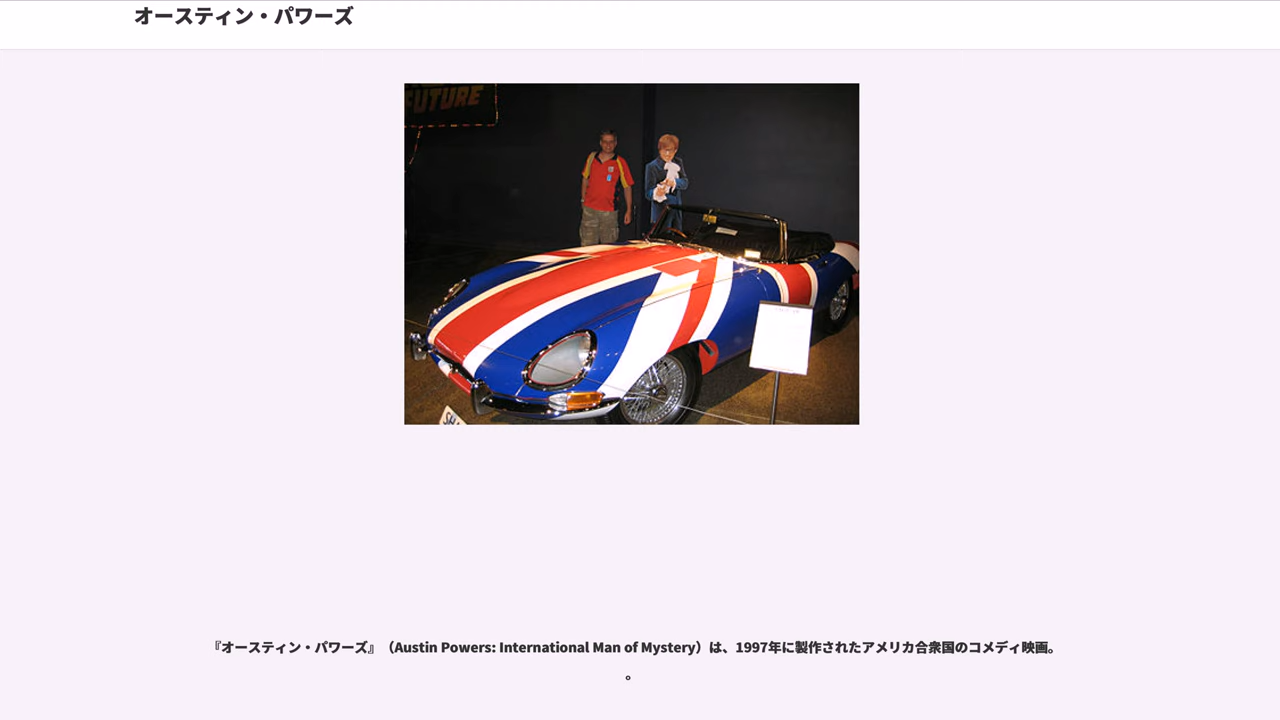 オースティン・パワーズ
FUTURE
『オースティン・パワーズ』（Austin Powers: International Man of Mystery）は、1997年に製作されたアメリカ合衆国のコメディ映画。
。